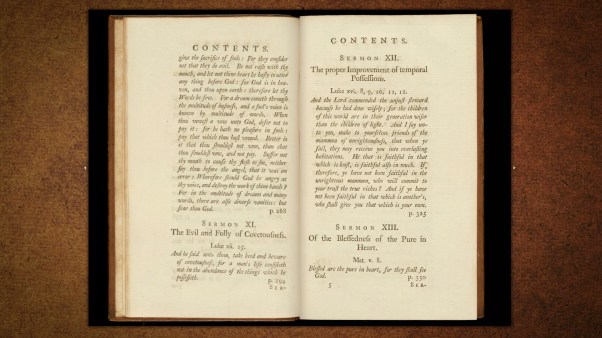 CONTENTS.
give the sacrifice of fools: For they consider
not that they do evil. Be not rash with thy
mouth, and let not thine heart be hasty to utter
any thing before God: for God is in hea-
ven, and thou upon earth: therefore let thy
Words be few. For a dream cometh through
the multitude of business, and a fool's voice is
known by multitude of words. When
thou vowest a vow unto God, defer not to
pay it: for he hath no pleasure in fools:
pay that which thou hast vowed. Better is
it that thou shouldest not vow, than that
thou shouldest vow, and not pay. Suffer not
thy mouth to cause thy flesh to sin, neither
say thou before the angel, that it was an
error: Wherefore should God be angry at
thy voice, and destroy the work of thine hands?
For in the multitude of dreams and many
words, there are also diverse vanities: but
fear thou God. p. 268
SERMON XI.
The Evil and Folly of Covetousness.
Luke xii. 15.
And he said unto them, take heed and beware
of covetousness, for a man's life consisteth
not in the abundance of the things which he
possesseth. p. 294
SER-
CONTENTS.
SERMON XII.
The proper Improvement of temporal
Possessions.
Luke xvi. 8, 9, 10, 11, 12.
And the Lord commended the unjust steward
because he had done wisely; for the children
of this world are in their generation wiser
than the children of light. And I say un-
to you, make to yourselves friends of the
mammon of unrighteousness, that when ye
fail, they may receive you into everlasting
habitations. He that is faithful in that
which is least, is faithful also in much. If,
therefore, ye have not been faithful in the
unrighteous mammon, who will commit to
your trust the true riches? And if ye have
not been faithful in that which is another's,
who shall give you that which is your own.
p. 325
SERMON XIII.
Of the Blessedness of the Pure in
Heart.
Mat. v. 8.
Blessed are the pure in heart, for they shall see
God. p. 350
5 SER-